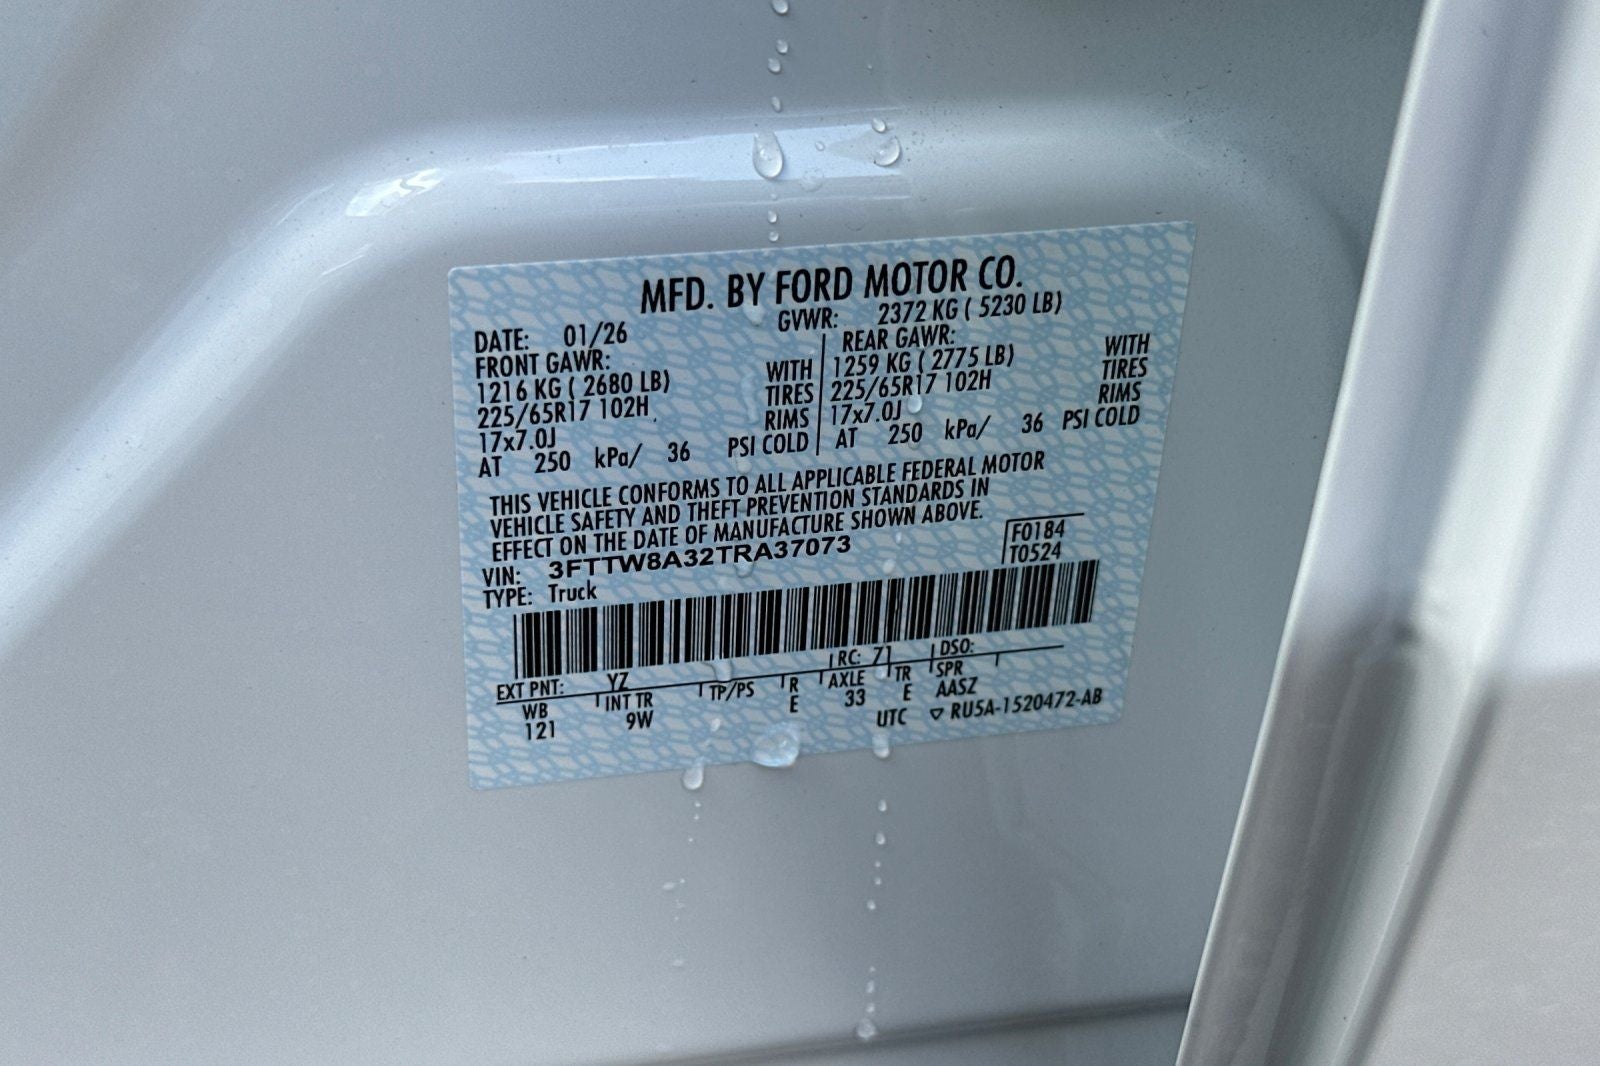 MFD. BY FORD MOTOR CO.
DATE: 01/26 GVWR: 2372 KG ( 5230 LB)
FRONT GAWR: REAR GAWR:
1216 KG ( 2680 LB) WITH 1259 KG ( 2775 LB) WITH
225/65R17 102H TIRES 225/65R17 102H TIRES
17x7.0J RIMS 17x7.0J RIMS
AT 250 kPa/ 36 PSI COLD AT 250 kPa/ 36 PSI COLD
THIS VEHICLE CONFORMS TO ALL APPLICABLE FEDERAL MOTOR
VEHICLE SAFETY AND THEFT PREVENTION STANDARDS IN
EFFECT ON THE DATE OF MANUFACTURE SHOWN ABOVE.
VIN: 3FTTW8A32TRA37073 F0184
TYPE: Truck T0524
EXT PNT: YZ RC: 71 DSO:
WB INT TR TP/PS R AXLE TR SPR
121 9W E 33 E AASZ
UTC ▽ RU5A-1520472-AB